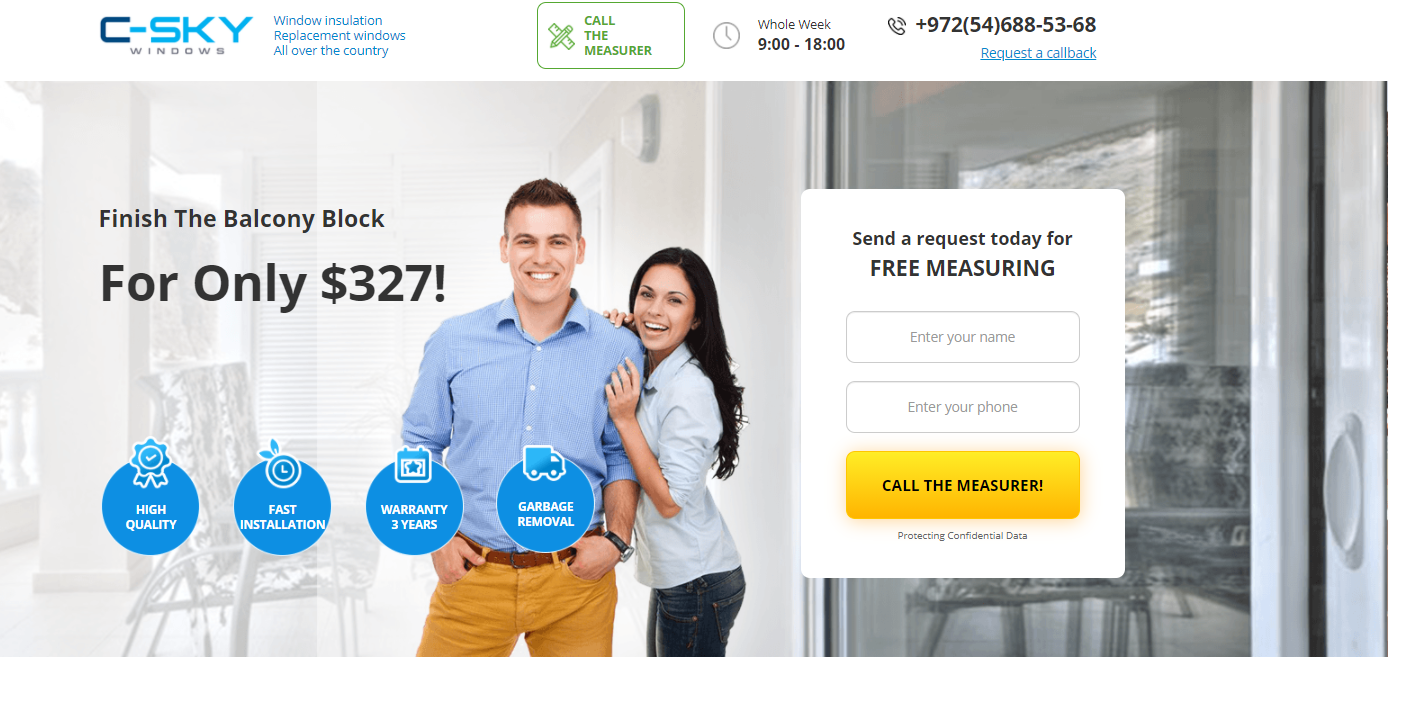 C-SKY
WINDOWS
Window insulation
Replacement windows
All over the country
CALL
THE
MEASURER
Whole Week
9:00 - 18:00
+972(54)688-53-68
Request a callback
Finish The Balcony Block
For Only $327!
HIGH
QUALITY
FAST
INSTALLATION
WARRANTY
3 YEARS
GARBAGE
REMOVAL
Send a request today for
FREE MEASURING
Enter your name
Enter your phone
CALL THE MEASURER!
Protecting Confidential Data